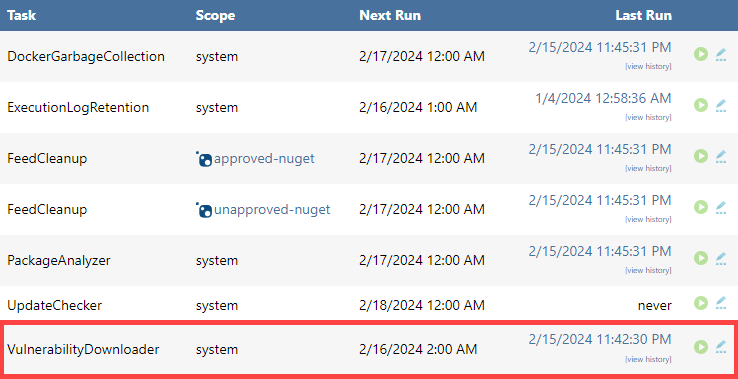 Task Scope Next Run Last Run
DockerGarbageCollection system 2/17/2024 12:00 AM 2/15/2024 11:45:31 PM
[view history]
ExecutionLogRetention system 2/16/2024 1:00 AM 1/4/2024 12:58:36 AM
[view history]
FeedCleanup approved-nuget 2/17/2024 12:00 AM 2/15/2024 11:45:31 PM
[view history]
FeedCleanup unapproved-nuget 2/17/2024 12:00 AM 2/15/2024 11:45:31 PM
[view history]
PackageAnalyzer system 2/17/2024 12:00 AM 2/15/2024 11:45:31 PM
[view history]
UpdateChecker system 2/18/2024 12:00 AM never
VulnerabilityDownloader system 2/16/2024 2:00 AM 2/15/2024 11:42:30 PM
[view history]